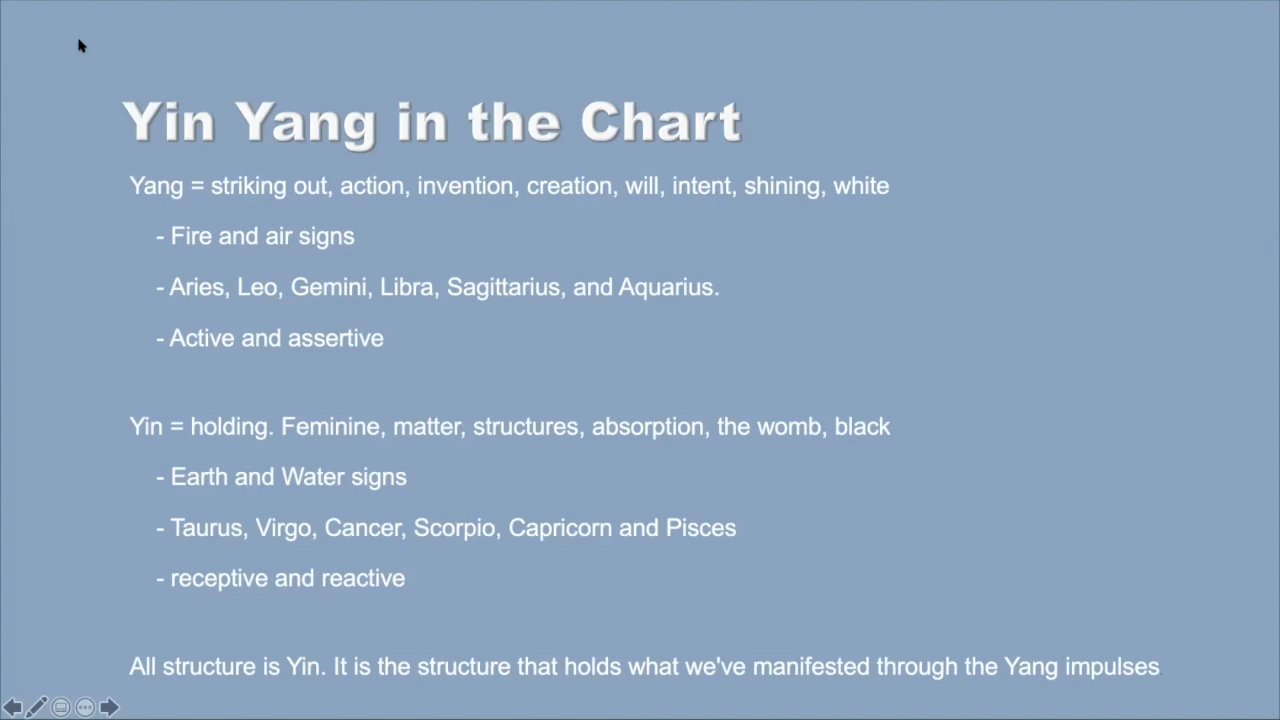 Yin Yang in the Chart
Yang = striking out, action, invention, creation, will, intent, shining, white
- Fire and air signs
- Aries, Leo, Gemini, Libra, Sagittarius, and Aquarius.
- Active and assertive
Yin = holding. Feminine, matter, structures, absorption, the womb, black
- Earth and Water signs
- Taurus, Virgo, Cancer, Scorpio, Capricorn and Pisces
- receptive and reactive
All structure is Yin. It is the structure that holds what we've manifested through the Yang impulses